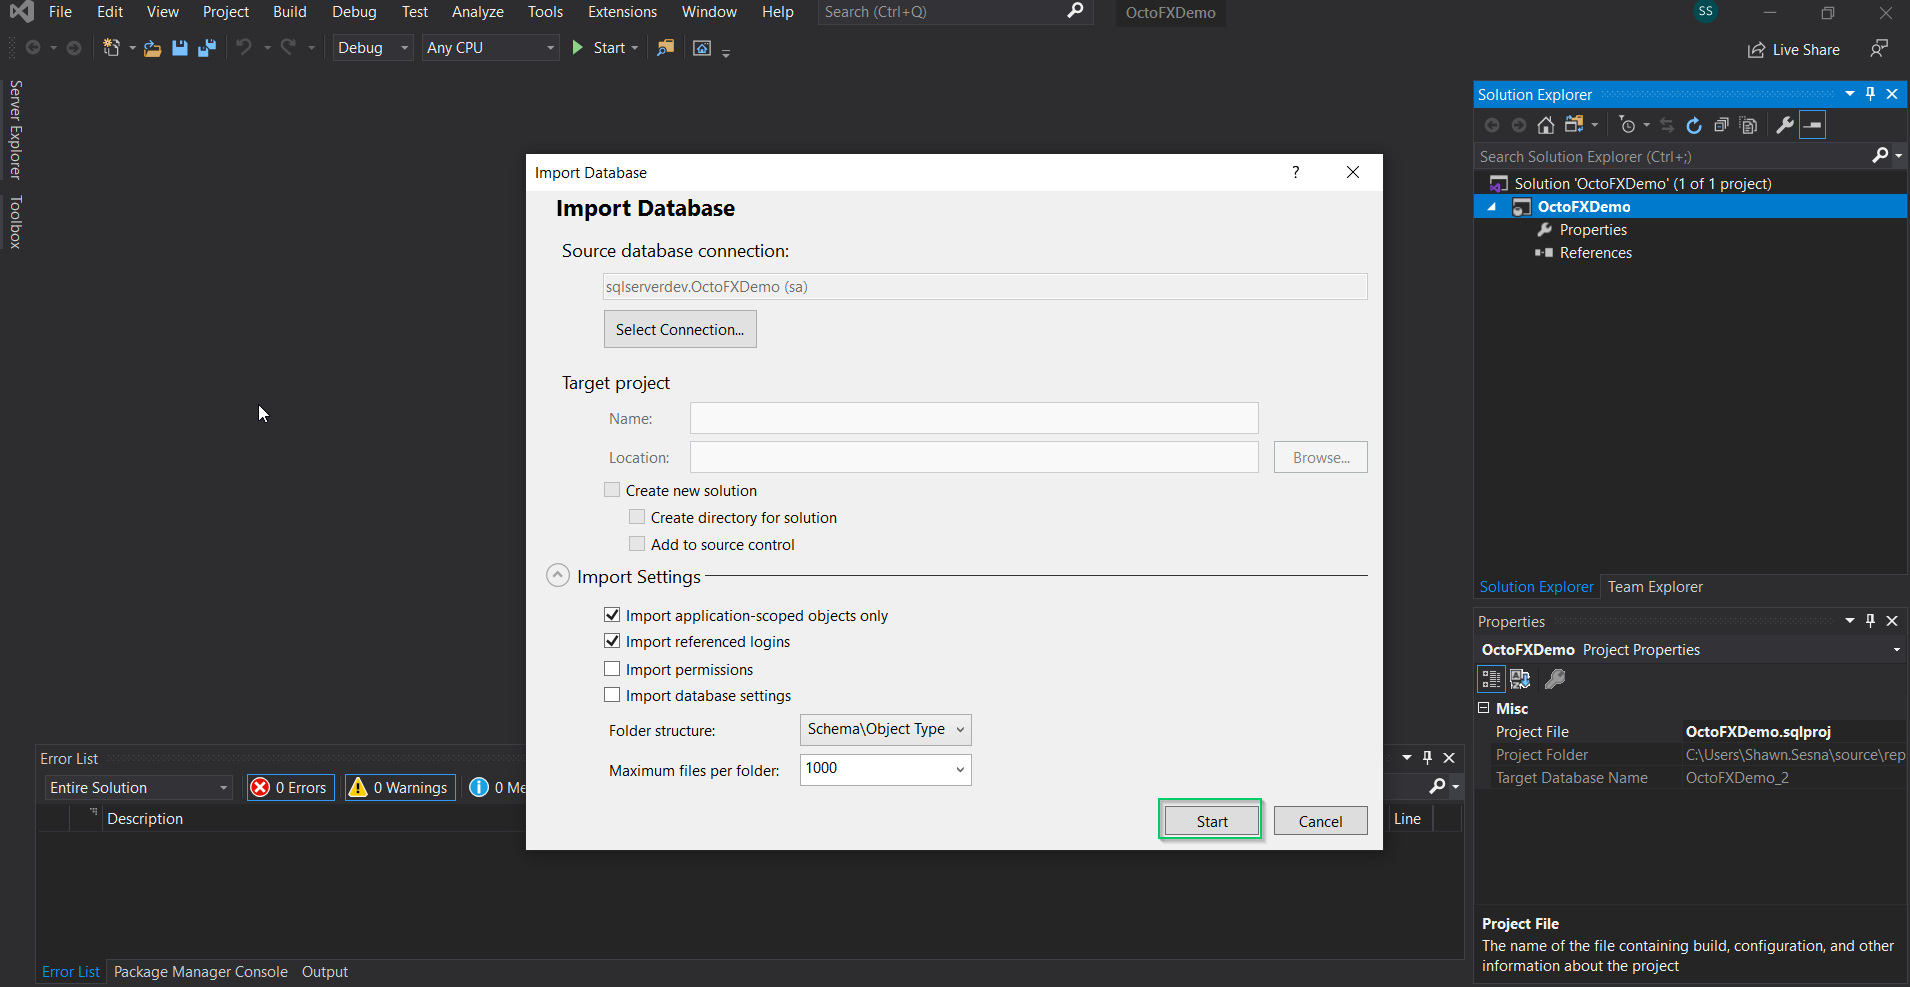 File Edit View Project Build Debug Test Analyze Tools Extensions Window Help Search (Ctrl+Q) OctoFXDemo SS
Debug Any CPU Start Live Share
Server Explorer
Toolbox
Import Database ?
Import Database
Source database connection:
sqlserverdev.OctoFXDemo (sa)
Select Connection...
Target project
Name:
Location: Browse...
Create new solution
Create directory for solution
Add to source control
Import Settings
Import application-scoped objects only
Import referenced logins
Import permissions
Import database settings
Folder structure: Schema\Object Type
Maximum files per folder: 1000
Start Cancel
Solution Explorer
Search Solution Explorer (Ctrl+;)
Solution 'OctoFXDemo' (1 of 1 project)
OctoFXDemo
Properties
References
Solution Explorer Team Explorer
Properties
OctoFXDemo Project Properties
Misc
Project File OctoFXDemo.sqlproj
Project Folder C:\Users\Shawn.Sesna\source\rep
Target Database Name OctoFXDemo_2
Project File
The name of the file containing build, configuration, and other
information about the project
Error List
Entire Solution 0 Errors 0 Warnings 0 Me
Description Line
Error List Package Manager Console Output